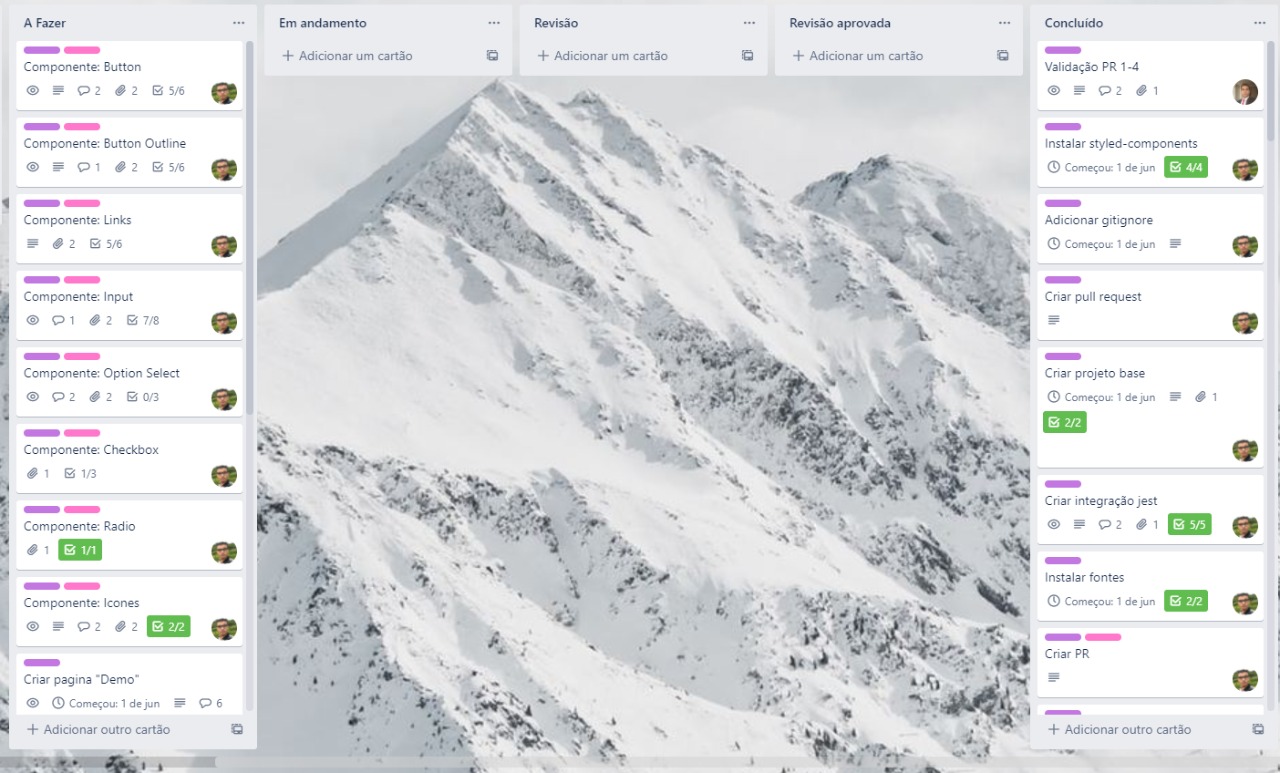 A Fazer
Componente: Button
2 2 5/6
Componente: Button Outline
1 2 5/6
Componente: Links
2 5/6
Componente: Input
1 2 7/8
Componente: Option Select
2 2 0/3
Componente: Checkbox
1 1/3
Componente: Radio
1 1/1
Componente: Icones
2 2 2/2
Criar pagina "Demo"
Começou: 1 de jun 6
Adicionar outro cartão
Em andamento
Adicionar um cartão
Revisão
Adicionar um cartão
Revisão aprovada
Adicionar um cartão
Concluído
Validação PR 1-4
2 1
Instalar styled-components
Começou: 1 de jun 4/4
Adicionar gitignore
Começou: 1 de jun
Criar pull request
Criar projeto base
Começou: 1 de jun 1
2/2
Criar integração jest
2 1 5/5
Instalar fontes
Começou: 1 de jun 2/2
Criar PR
Adicionar outro cartão